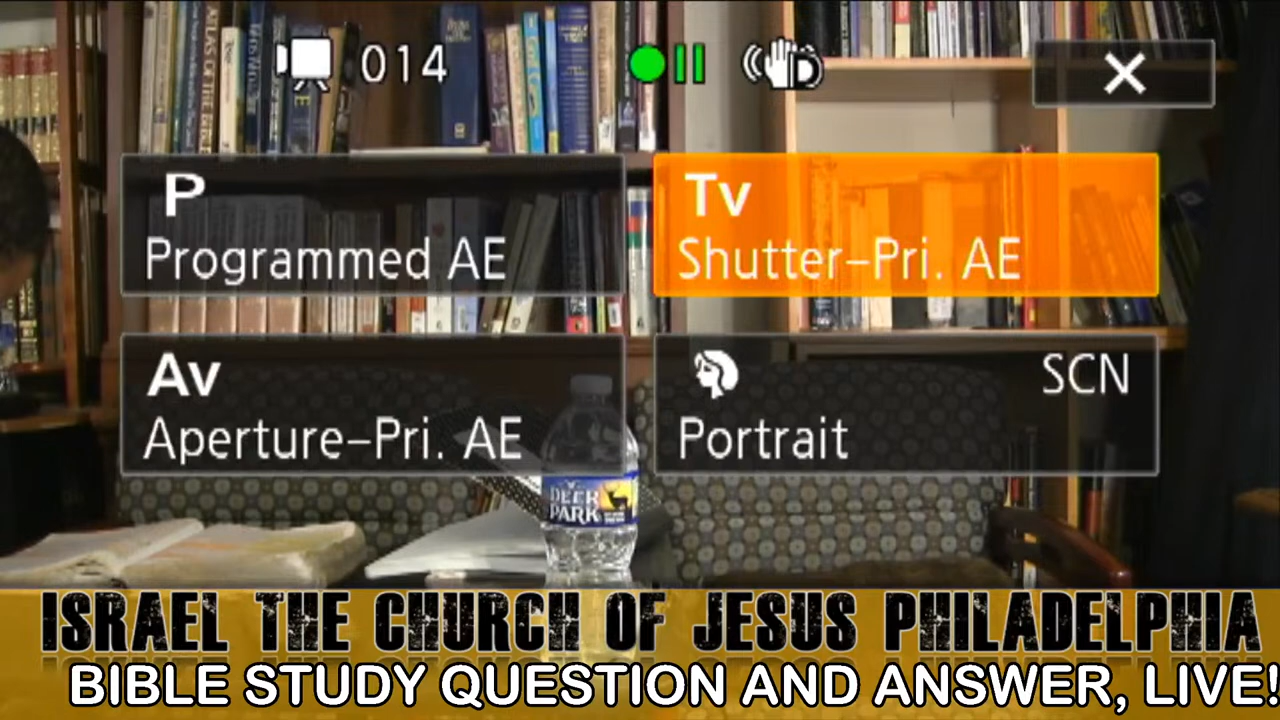 014
P
Programmed AE
Tv
Shutter-Pri. AE
Av
Aperture-Pri. AE
SCN
Portrait
DEER
PARK
ISRAEL THE CHURCH OF JESUS PHILADELPHIA
BIBLE STUDY QUESTION AND ANSWER, LIVE!